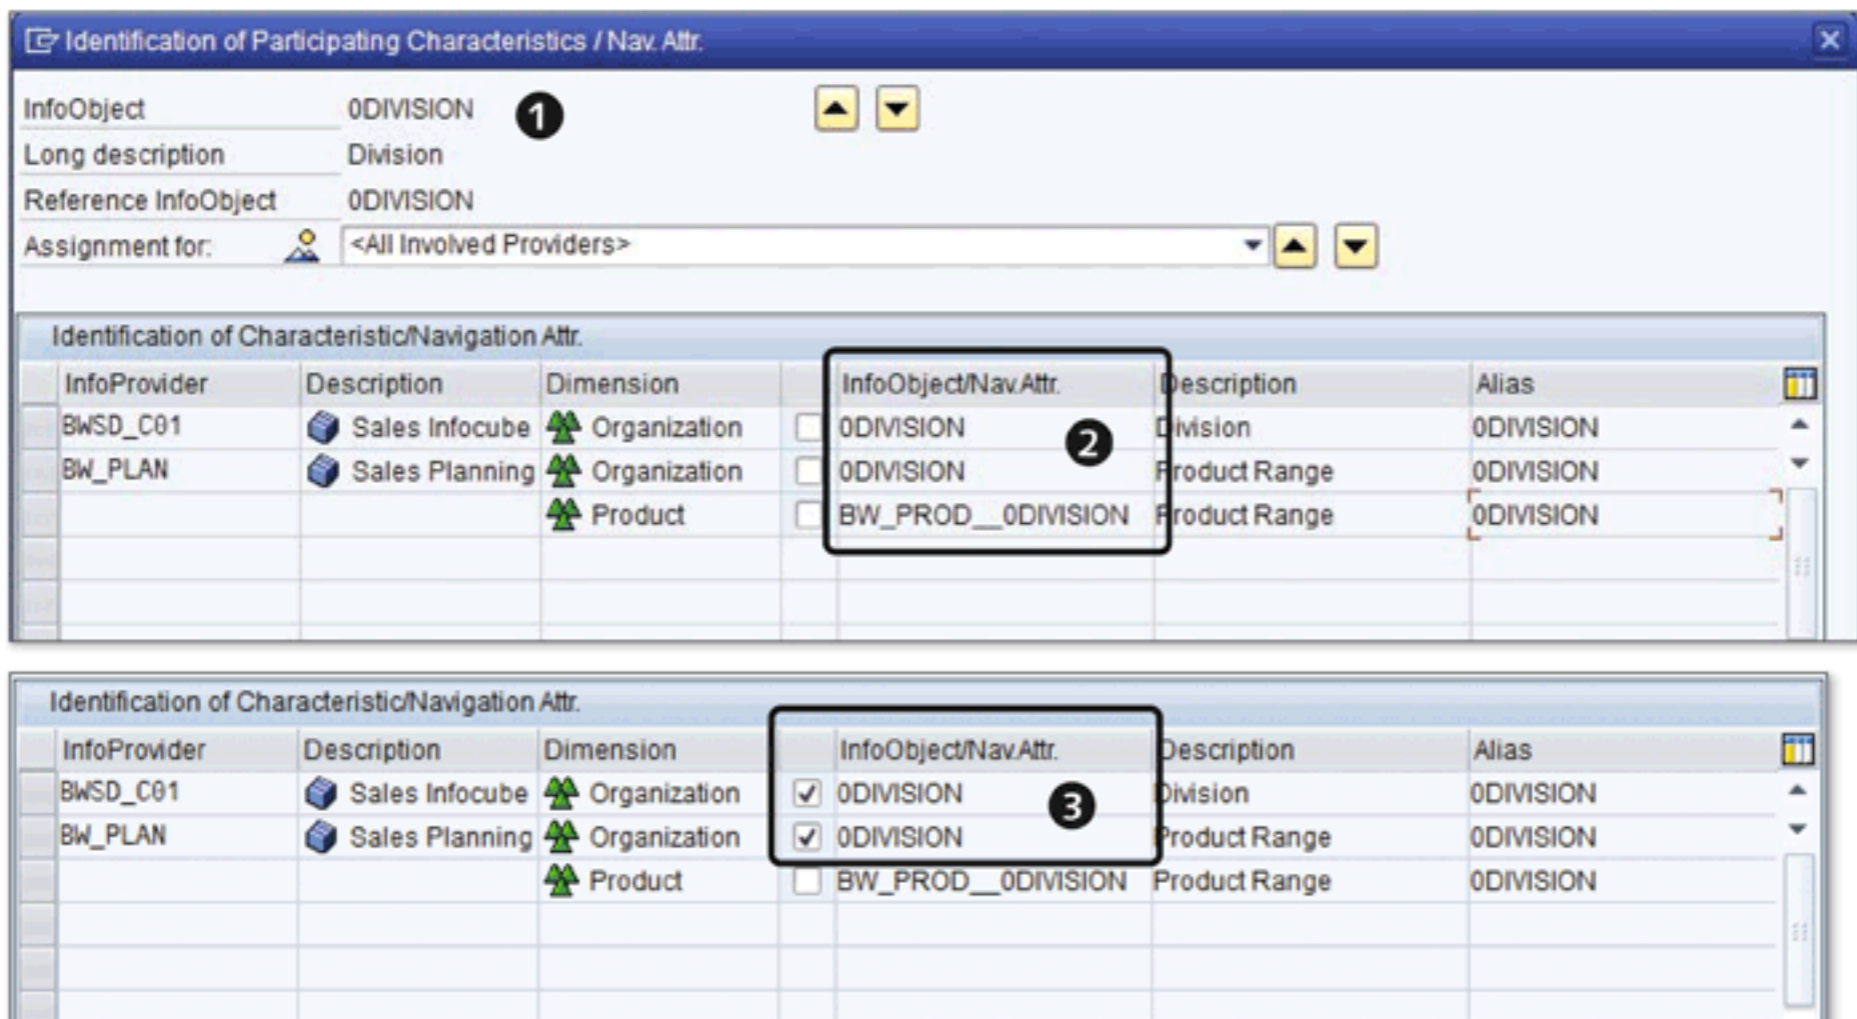 Identification of Participating Characteristics / Nav. Attr.
InfoObject 0DIVISION 1
Long description Division
Reference InfoObject 0DIVISION
Assignment for: <All Involved Providers>
Identification of Characteristic/Navigation Attr.
InfoProvider Description Dimension InfoObject/Nav.Attr. Description Alias
BWSD_C01 Sales Infocube Organization 0DIVISION Division 0DIVISION
2
BW_PLAN Sales Planning Organization 0DIVISION Product Range 0DIVISION
Product BW_PROD__0DIVISION Product Range 0DIVISION
Identification of Characteristic/Navigation Attr.
InfoProvider Description Dimension InfoObject/Nav.Attr. Description Alias
BWSD_C01 Sales Infocube Organization 0DIVISION Division 0DIVISION
3
BW_PLAN Sales Planning Organization 0DIVISION Product Range 0DIVISION
Product BW_PROD__0DIVISION Product Range 0DIVISION